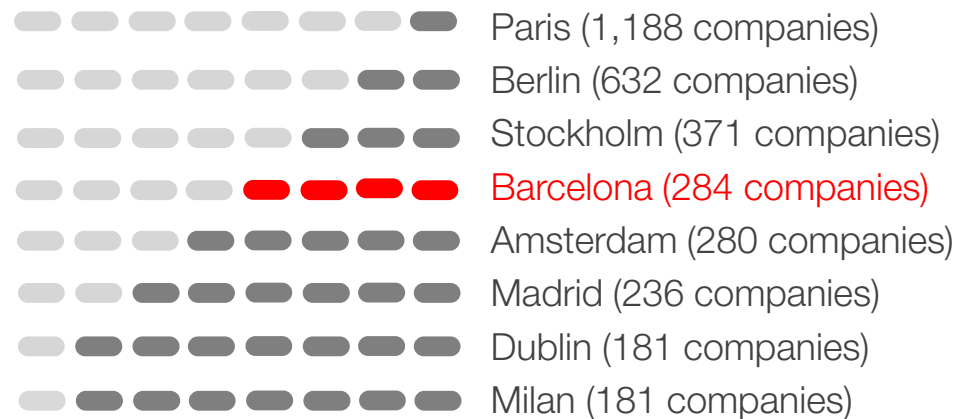 Paris (1,188 companies)
Berlin (632 companies)
Stockholm (371 companies)
Barcelona (284 companies)
Amsterdam (280 companies)
Madrid (236 companies)
Dublin (181 companies)
Milan (181 companies)